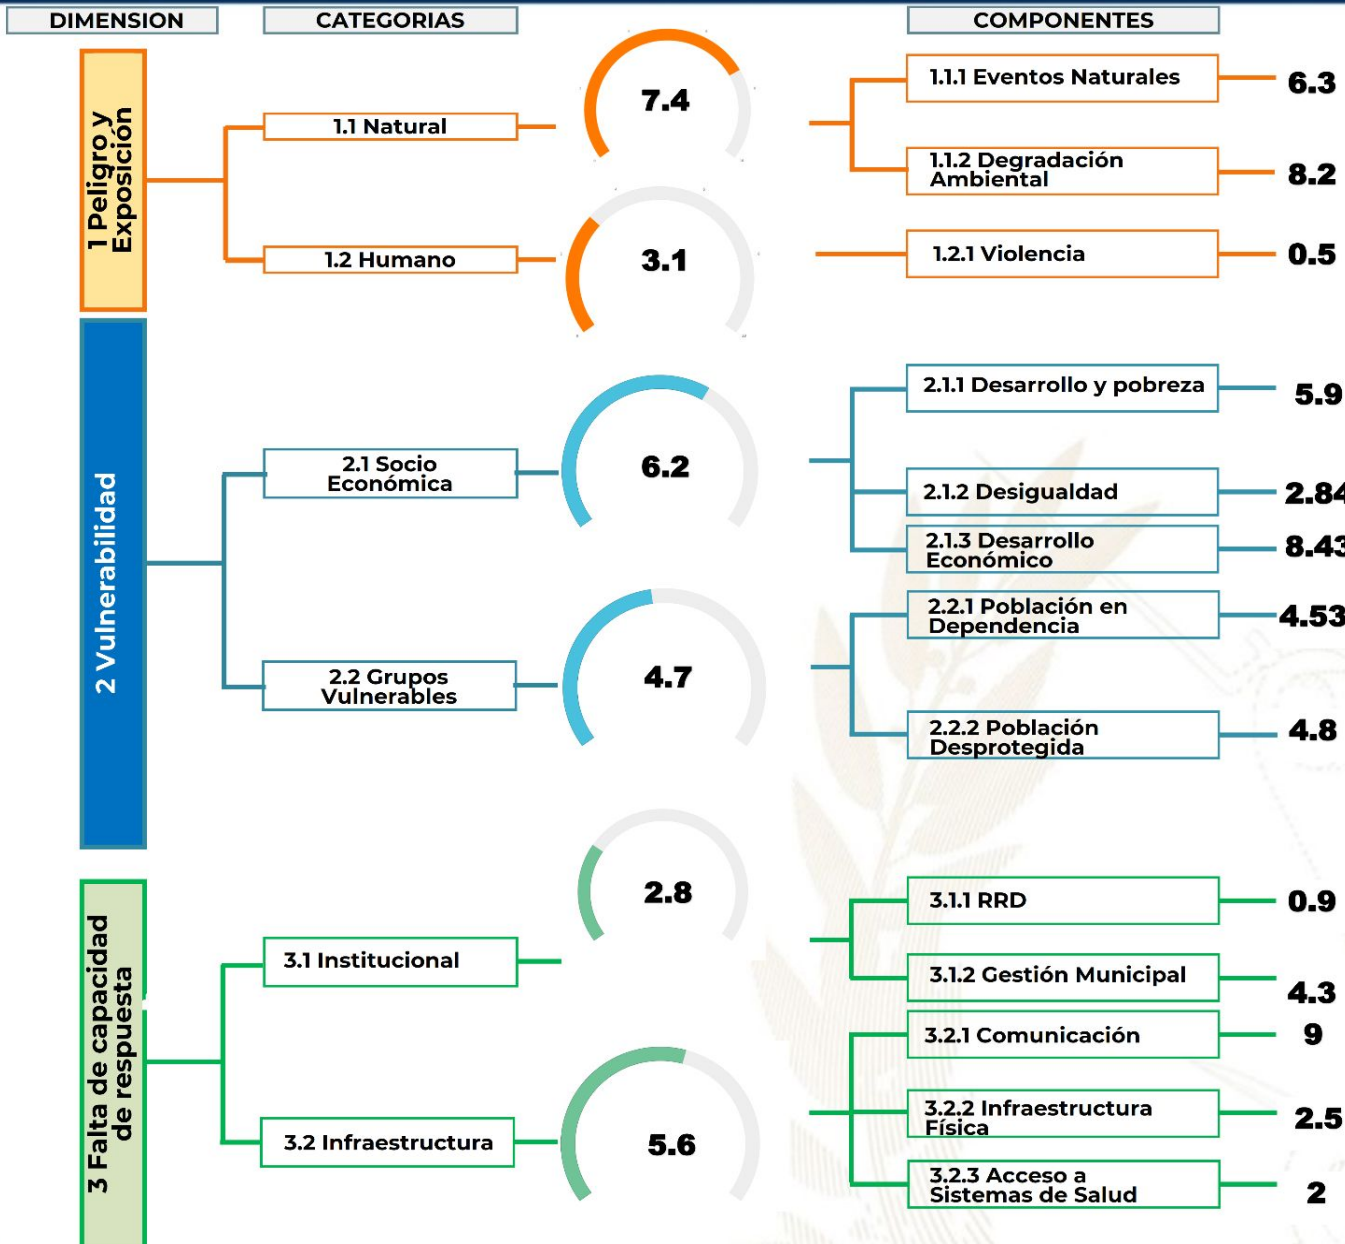 DIMENSION
CATEGORIAS
COMPONENTES
1 Peligro y
Exposición
1.1 Natural
7.4
1.1.1 Eventos Naturales
6.3
1.1.2 Degradación
Ambiental
8.2
1.2 Humano
3.1
1.2.1 Violencia
0.5
2 Vulnerabilidad
2.1 Socio
Económica
6.2
2.1.1 Desarrollo y pobreza
5.9
2.1.2 Desigualdad
2.84
2.1.3 Desarrollo
Económico
8.43
2.2 Grupos
Vulnerables
4.7
2.2.1 Población en
Dependencia
4.53
2.2.2 Población
Desprotegida
4.8
3 Falta de capacidad
de respuesta
3.1 Institucional
2.8
3.1.1 RRD
0.9
3.1.2 Gestión Municipal
4.3
3.2 Infraestructura
5.6
3.2.1 Comunicación
9
3.2.2 Infraestructura
Física
2.5
3.2.3 Acceso a
Sistemas de Salud
2